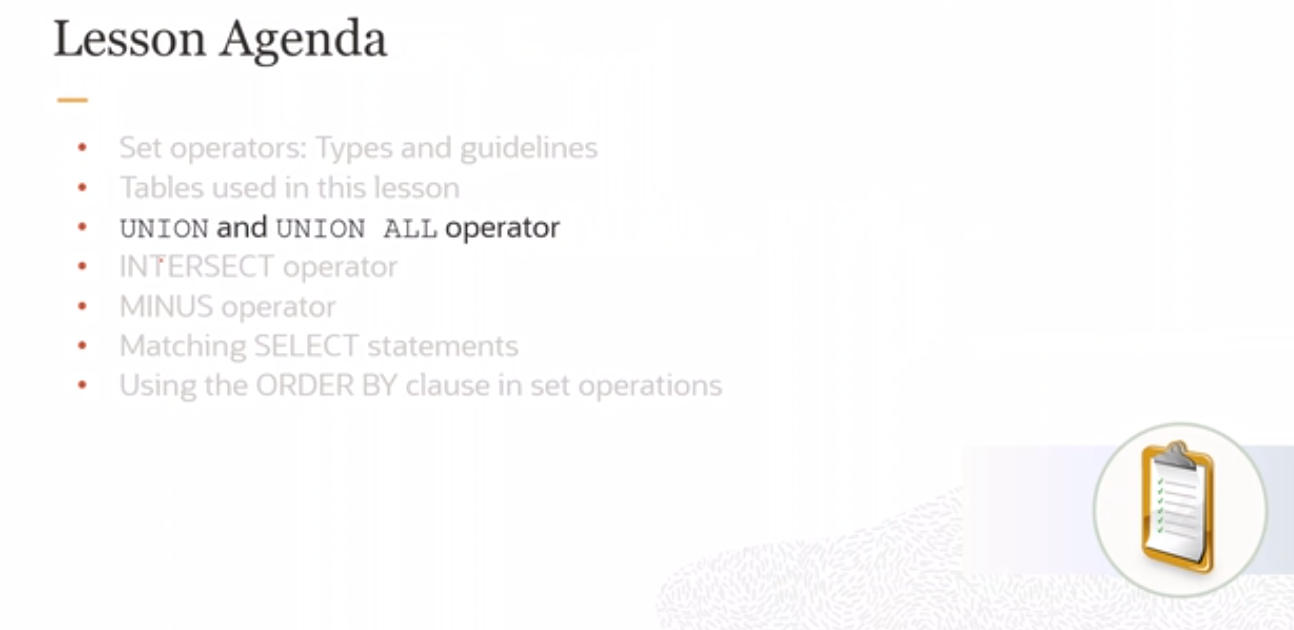 Lesson Agenda
• Set operators: Types and guidelines
• Tables used in this lesson
• UNION and UNION ALL operator
• INTERSECT operator
• MINUS operator
• Matching SELECT statements
• Using the ORDER BY clause in set operations